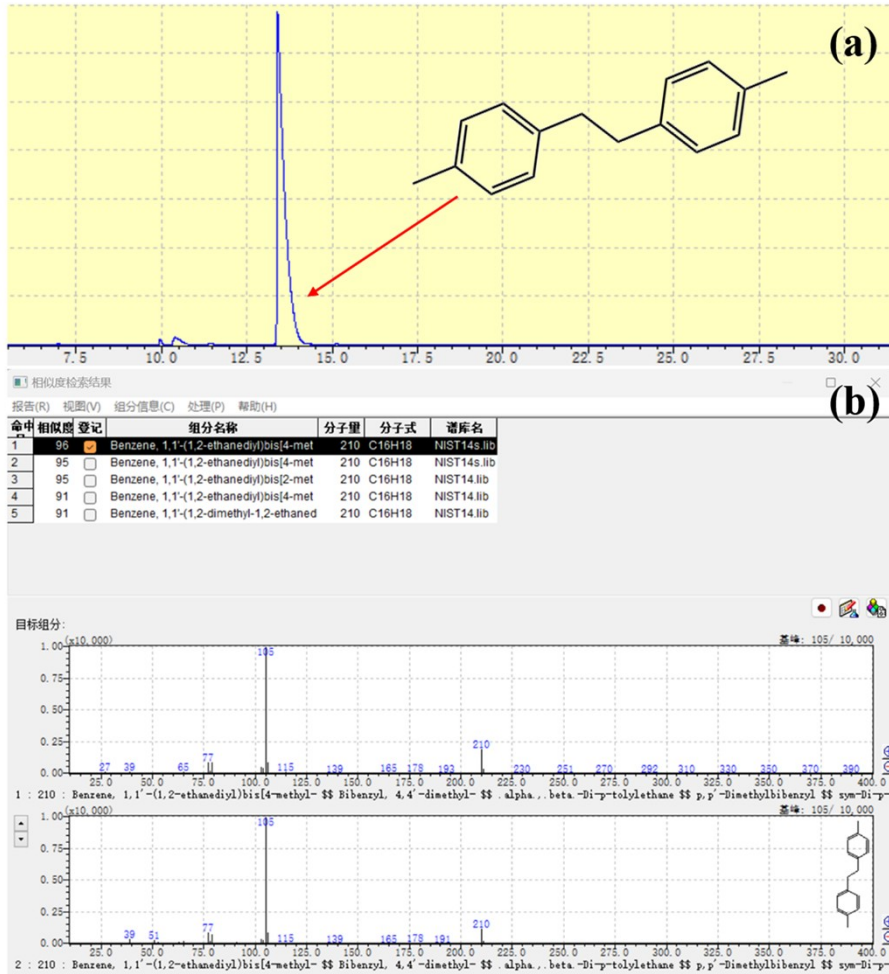 (a)
7.5 10.0 12.5 15.0 17.5 20.0 22.5 25.0 27.5 30.0
相似度检索结果
(b)
报告(R) 视图(V) 组分信息(C) 处理(P) 帮助(H)
命中 相似度 登记 组分名称 分子量 分子式 谱库名
1 96 Benzene, 1,1'-(1,2-ethanediyl)bis[4-met 210 C16H18 NIST14s.lib
2 95 Benzene, 1,1'-(1,2-ethanediyl)bis[4-met 210 C16H18 NIST14s.lib
3 95 Benzene, 1,1'-(1,2-ethanediyl)bis[2-met 210 C16H18 NIST14.lib
4 91 Benzene, 1,1'-(1,2-ethanediyl)bis[4-met 210 C16H18 NIST14.lib
5 91 Benzene, 1,1'-(1,2-dimethyl-1,2-ethaned 210 C16H18 NIST14.lib
目标组分:
(x10,000) 基峰: 105/ 10,000
1.00
105
0.75
0.50
0.25
210
77
27 39 65 115 139 165 178 193 230 251 270 292 310 330 350 370 390
0.00
25.0 50.0 75.0 100.0 125.0 150.0 175.0 200.0 225.0 250.0 275.0 300.0 325.0 350.0 375.0 400.0
1 : 210 : Benzene, 1,1'-(1,2-ethanediyl)bis[4-methyl- $$ Bibenzyl, 4,4'-dimethyl- $$ .alpha.,.beta.-Di-p-tolylethane $$ p,p'-Dimethylbibenzyl $$ sym-Di-p-
(x10,000) 基峰: 105/ 10,000
1.00
105
0.75
0.50
0.25
210
77
39 51 115 139 165 178 191
0.00
25.0 50.0 75.0 100.0 125.0 150.0 175.0 200.0 225.0 250.0 275.0 300.0 325.0 350.0 375.0 400.0
2 : 210 : Benzene, 1,1'-(1,2-ethanediyl)bis[4-methyl- $$ Bibenzyl, 4,4'-dimethyl- $$ .alpha.,.beta.-Di-p-tolylethane $$ p,p'-Dimethylbibenzyl $$ sym-Di-p-